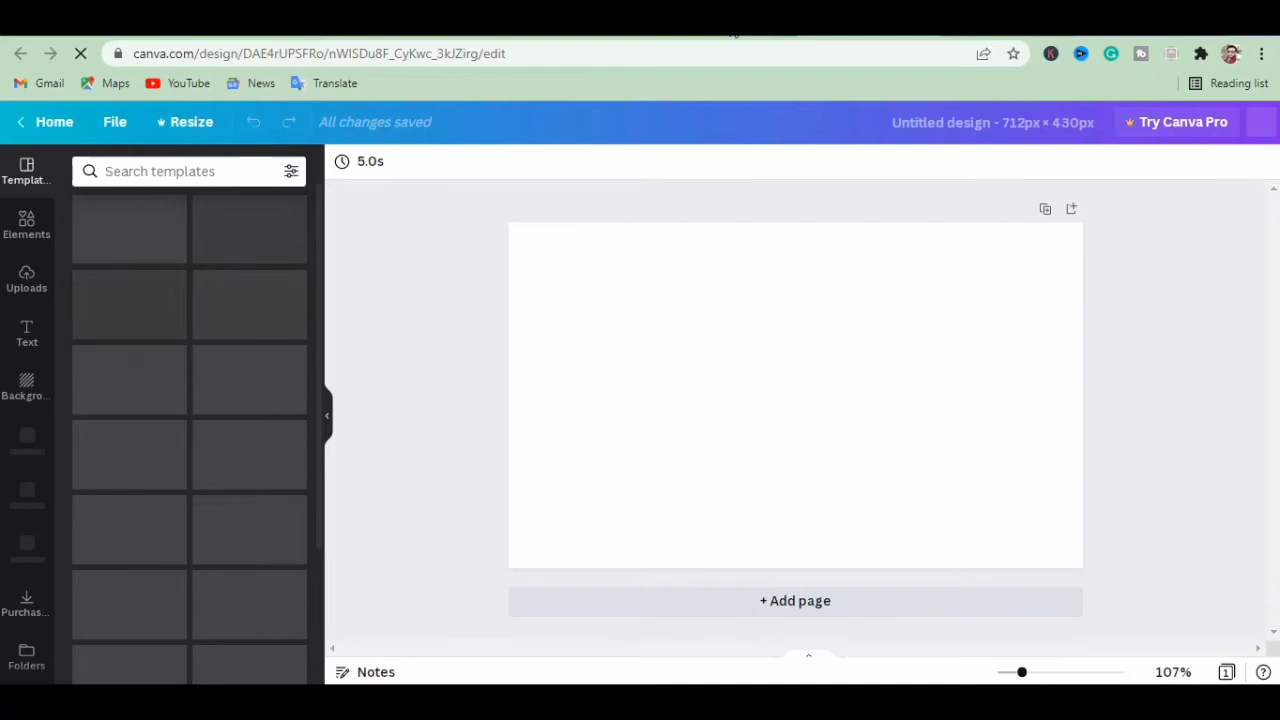 canva.com/design/DAE4rUPSFRo/nWISDu8F_CyKwc_3kJZirg/edit
Gmail Maps YouTube News Translate Reading list
Home File Resize All changes saved Untitled design - 712px × 430px Try Canva Pro
Templat... Search templates 5.0s
Elements
Uploads
Text
Backgro...
Purchas...
Folders
+ Add page
Notes 107% 1 ?